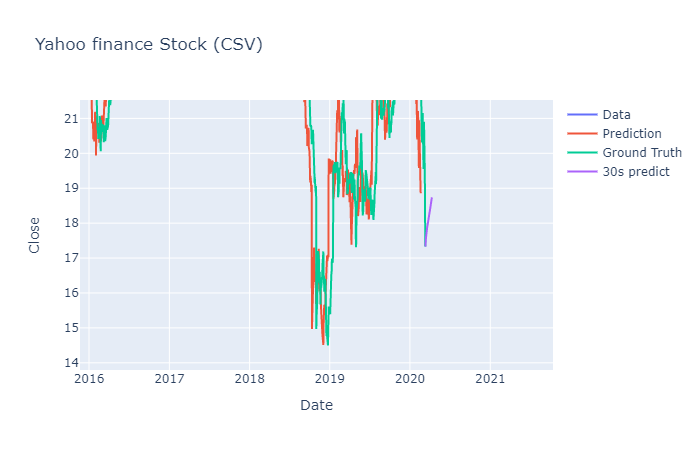 Yahoo finance Stock (CSV)
Data
Prediction
Ground Truth
30s predict
21
20
19
18
17
16
15
14
Close
2016
2017
2018
2019
2020
2021
Date